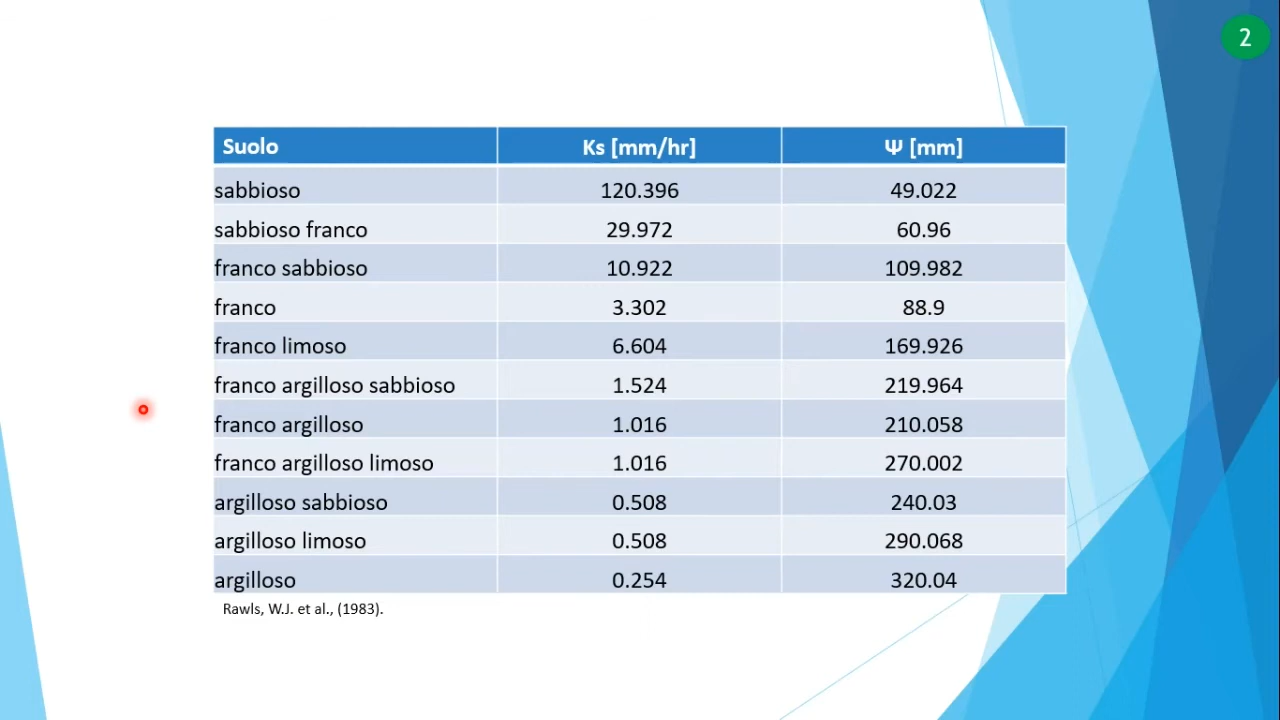 2
Suolo Ks [mm/hr] Ψ [mm]
sabbioso 120.396 49.022
sabbioso franco 29.972 60.96
franco sabbioso 10.922 109.982
franco 3.302 88.9
franco limoso 6.604 169.926
franco argilloso sabbioso 1.524 219.964
franco argilloso 1.016 210.058
franco argilloso limoso 1.016 270.002
argilloso sabbioso 0.508 240.03
argilloso limoso 0.508 290.068
argilloso 0.254 320.04
Rawls, W.J. et al., (1983).